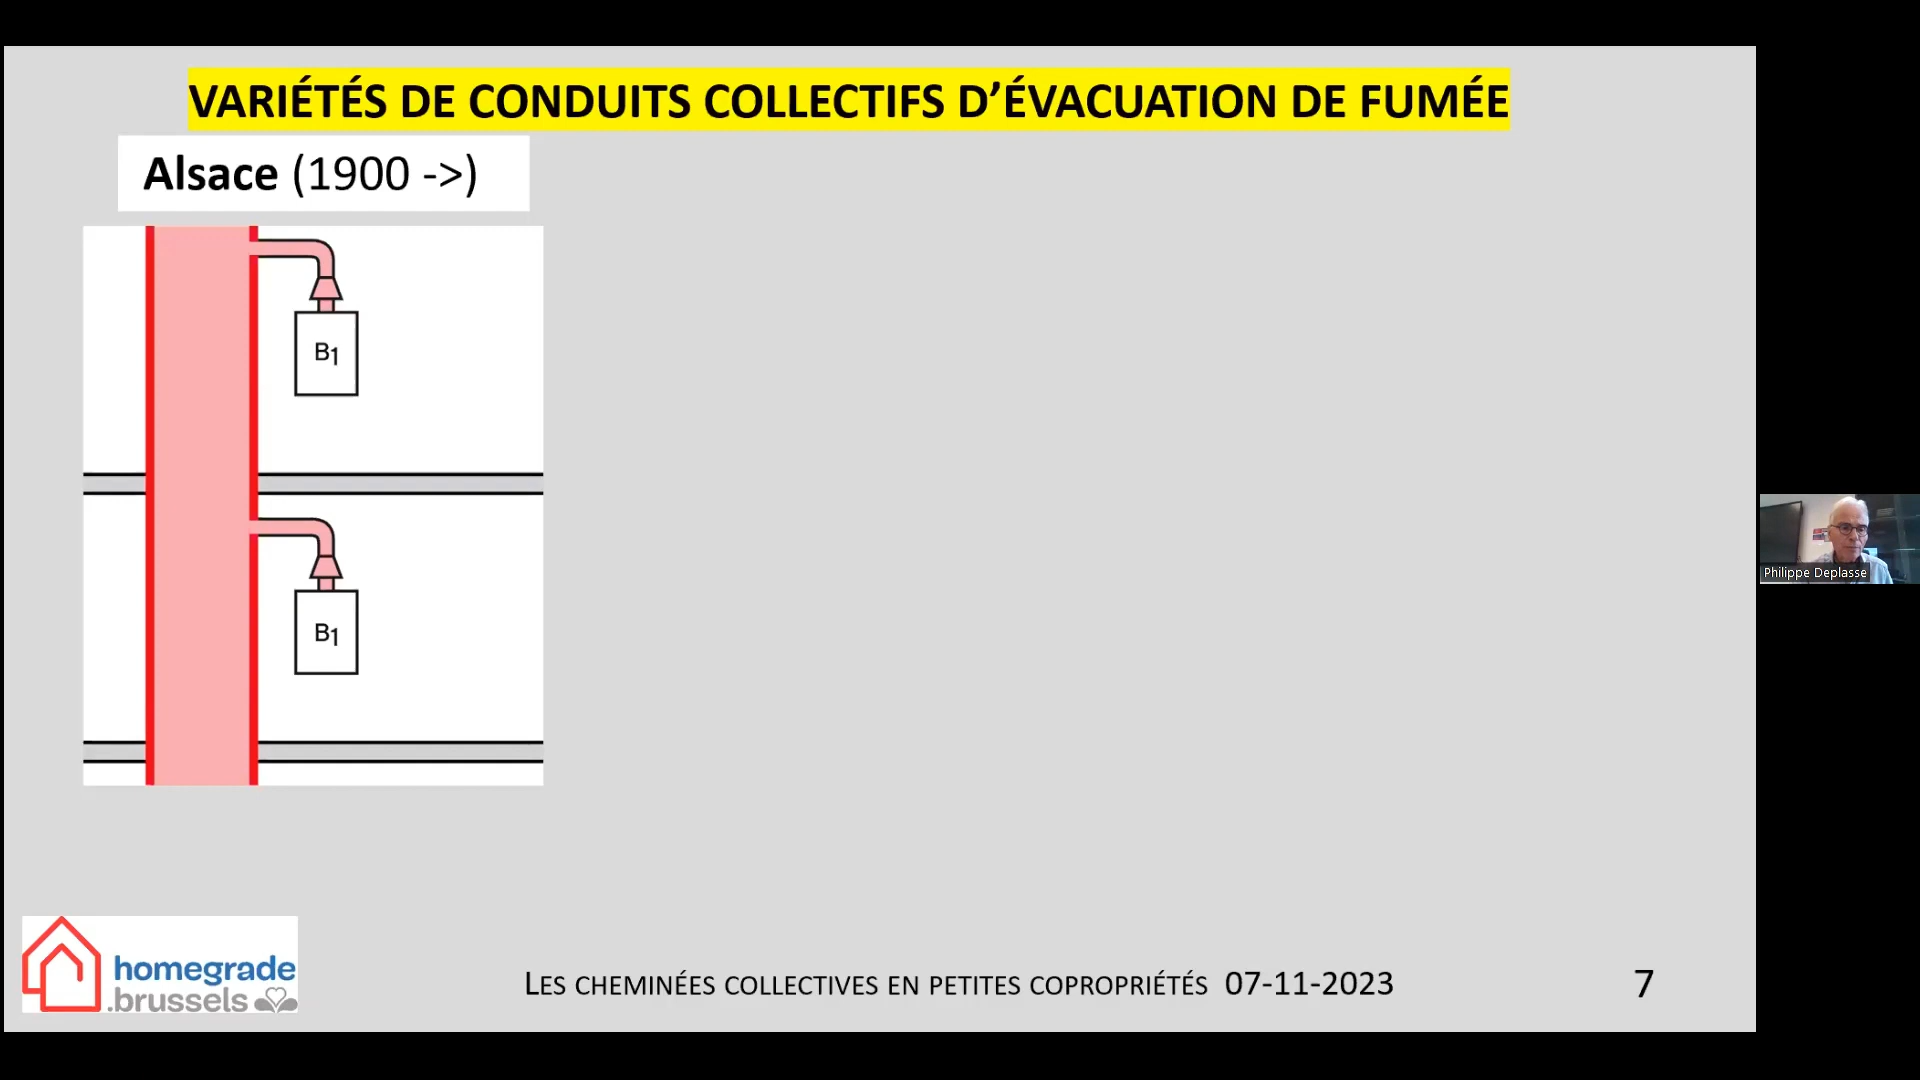 VARIÉTÉS DE CONDUITS COLLECTIFS D’ÉVACUATION DE FUMÉE
Alsace (1900 ->)
B1
B1
Philippe Deplasse
homegrade
.brussels
LES CHEMINÉES COLLECTIVES EN PETITES COPROPRIÉTÉS 07-11-2023
7